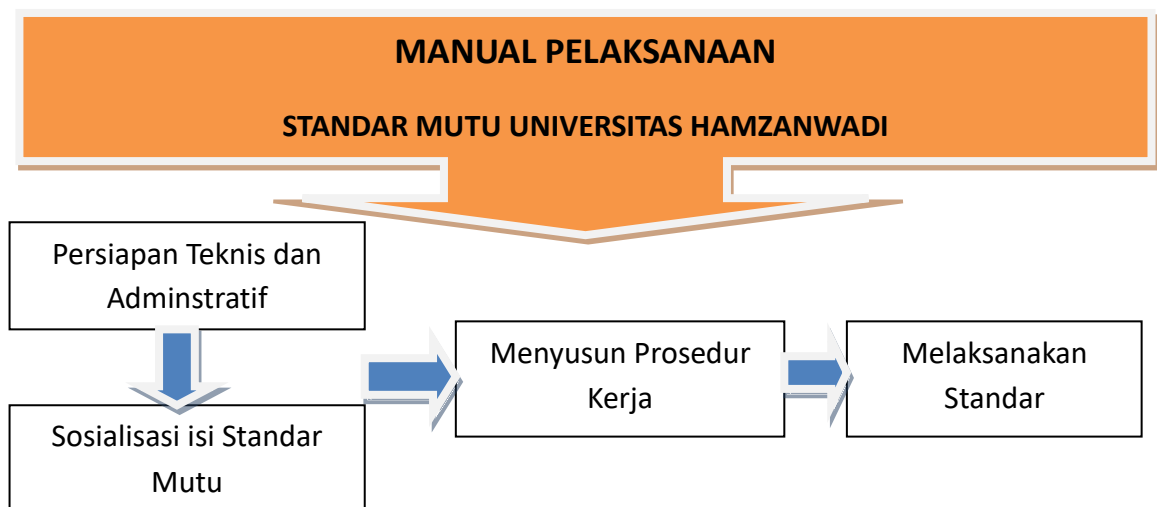 MANUAL PELAKSANAAN
STANDAR MUTU UNIVERSITAS HAMZANWADI
Persiapan Teknis dan
Adminstratif
Sosialisasi isi Standar
Mutu
Menyusun Prosedur
Kerja
Melaksanakan
Standar